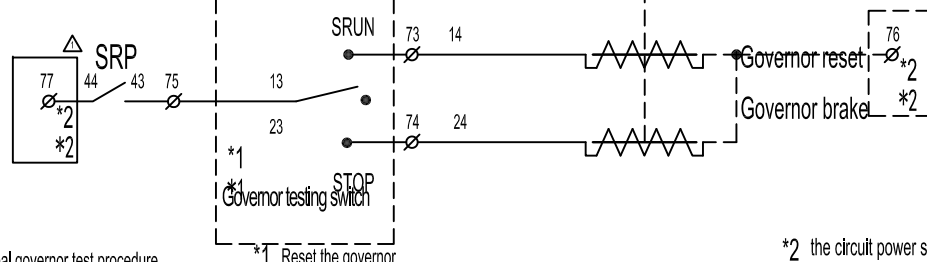 SRUN
73 14
SRP
77 44 43 75 13
*2
*2
23
*1
*1
Governor testing switch
STOP
74 24
Governor reset
Governor brake
76
*2
*2
governor test procedure
*1 Reset the governor
*2 the circuit power